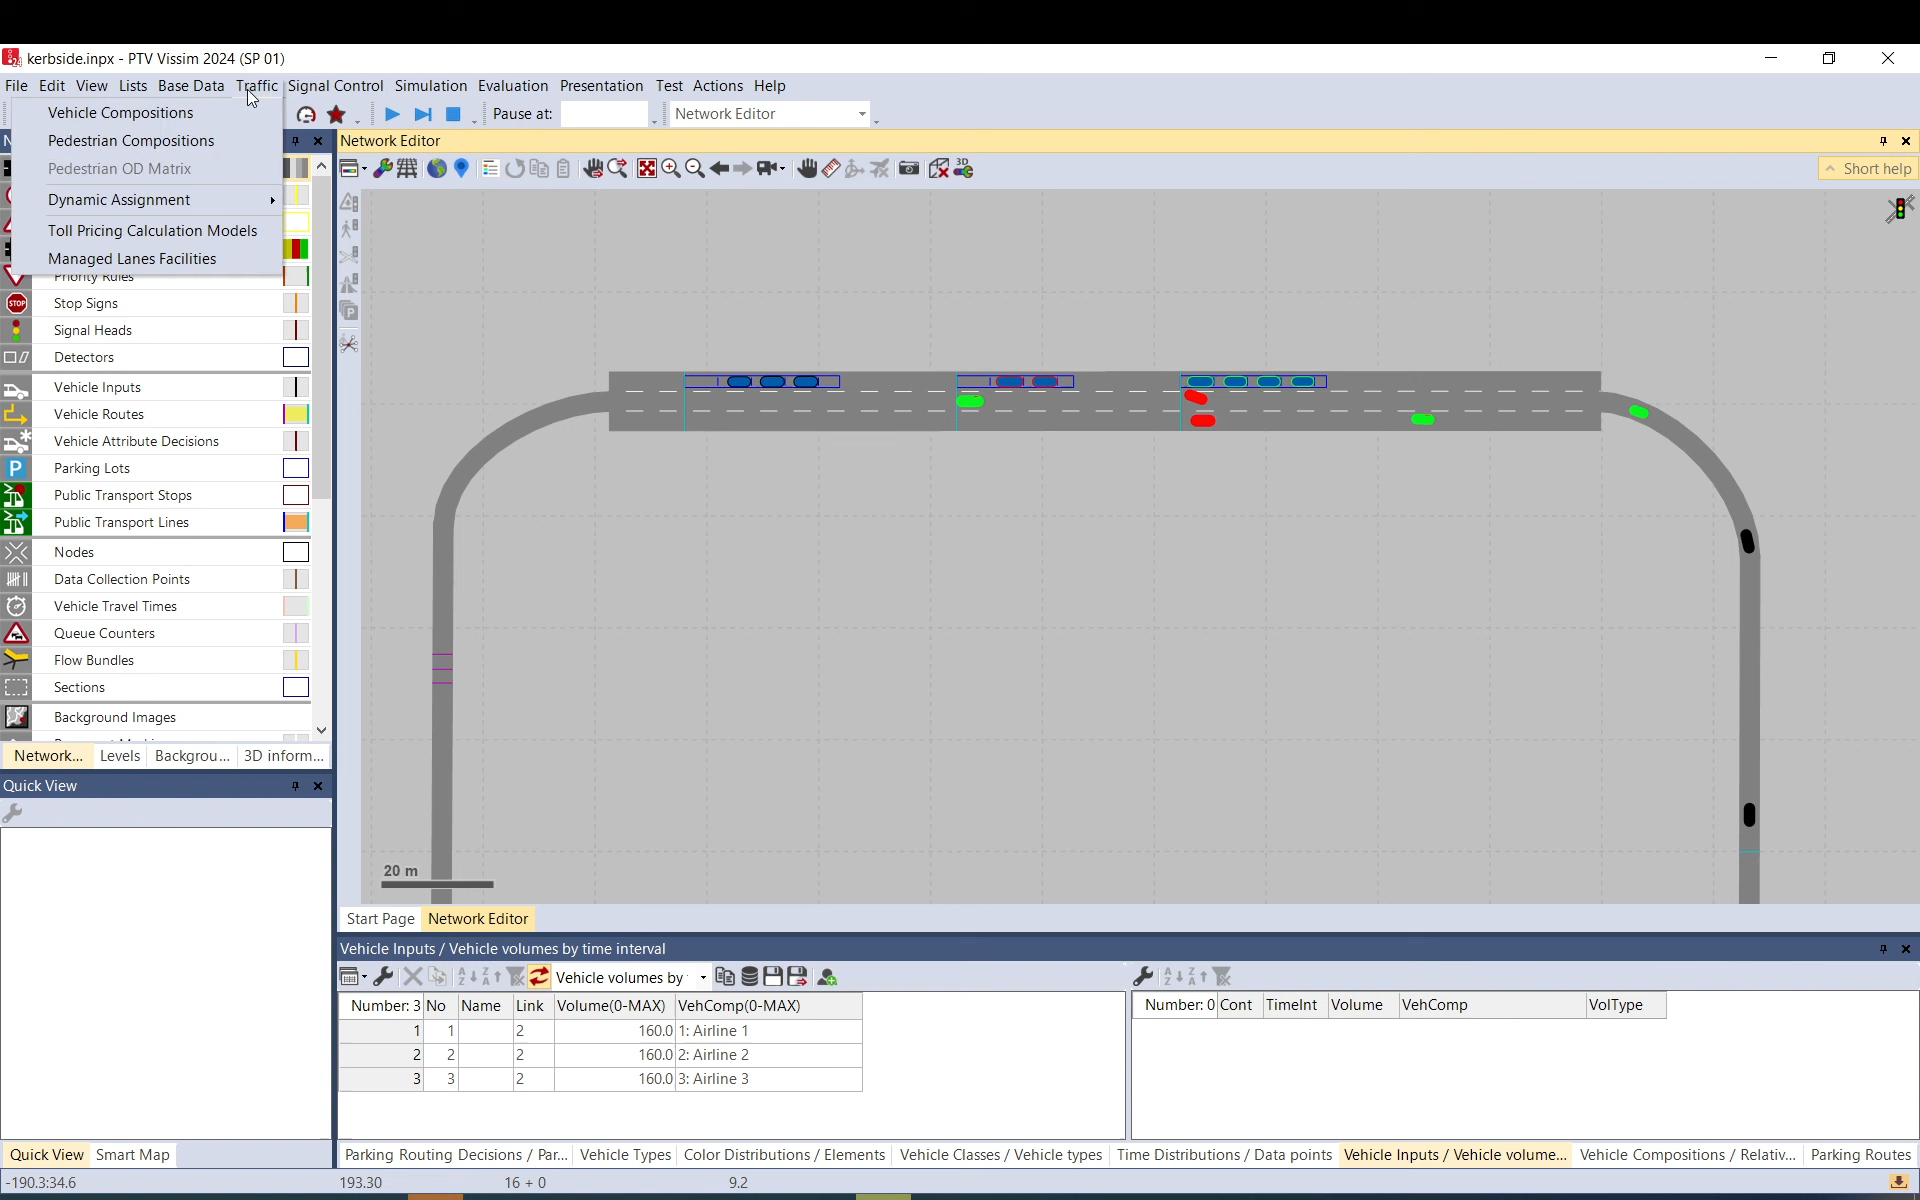 kerbside.inpx - PTV Vissim 2024 (SP 01)
File Edit View Lists Base Data Traffic Signal Control Simulation Evaluation Presentation Test Actions Help
Pause at: Network Editor
Vehicle Compositions
Pedestrian Compositions
Pedestrian OD Matrix
Dynamic Assignment
Toll Pricing Calculation Models
Managed Lanes Facilities
Network Editor
Short help
Priority Rules
Stop Signs
Signal Heads
Detectors
Vehicle Inputs
Vehicle Routes
Vehicle Attribute Decisions
Parking Lots
Public Transport Stops
Public Transport Lines
Nodes
Data Collection Points
Vehicle Travel Times
Queue Counters
Flow Bundles
Sections
Background Images
Network... Levels Backgrou... 3D inform...
Quick View
Quick View Smart Map
20 m
Start Page Network Editor
Vehicle Inputs / Vehicle volumes by time interval
Vehicle volumes by
Number: 3 No Name Link Volume(0-MAX) VehComp(0-MAX)
1 1 2 160.0 1: Airline 1
2 2 2 160.0 2: Airline 2
3 3 2 160.0 3: Airline 3
Number: 0 Cont TimeInt Volume VehComp VolType
Parking Routing Decisions / Par... Vehicle Types Color Distributions / Elements Vehicle Classes / Vehicle types Time Distributions / Data points Vehicle Inputs / Vehicle volume... Vehicle Compositions / Relativ... Parking Routes
-190.3:34.6 193.30 16 + 0 9.2